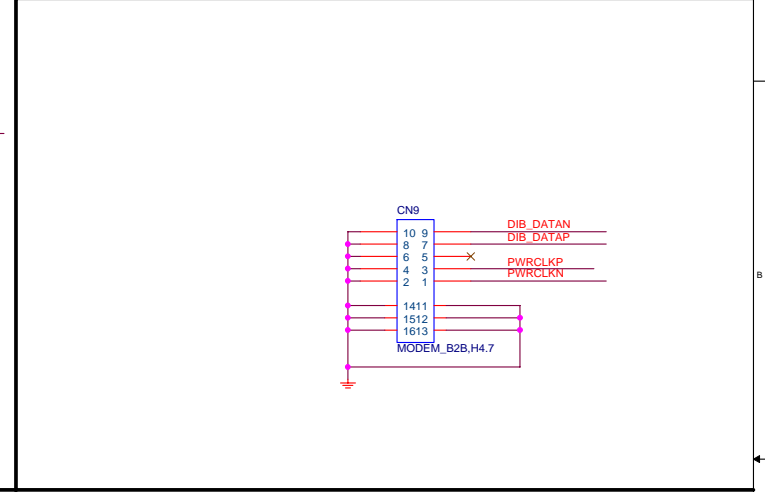 CN9
DIB_DATAN
10 9
DIB_DATAP
8 7
6 5
PWRCLKP
4 3
PWRCLKN
2 1
1411
1512
1613
MODEM_B2B,H4.7
B